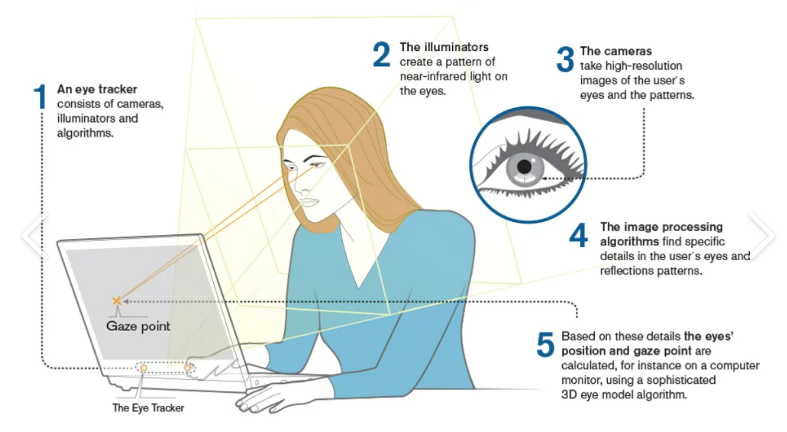 1 An eye tracker
consists of cameras,
illuminators and
algorithms.
2 The illuminators
create a pattern of
near-infrared light on
the eyes.
3 The cameras
take high-resolution
images of the user´s
eyes and the patterns.
4 The image processing
algorithms find specific
details in the user´s eyes and
reflections patterns.
Gaze point
5 Based on these details the eyes'
position and gaze point are
calculated, for instance on a computer
monitor, using a sophisticated
3D eye model algorithm.
The Eye Tracker